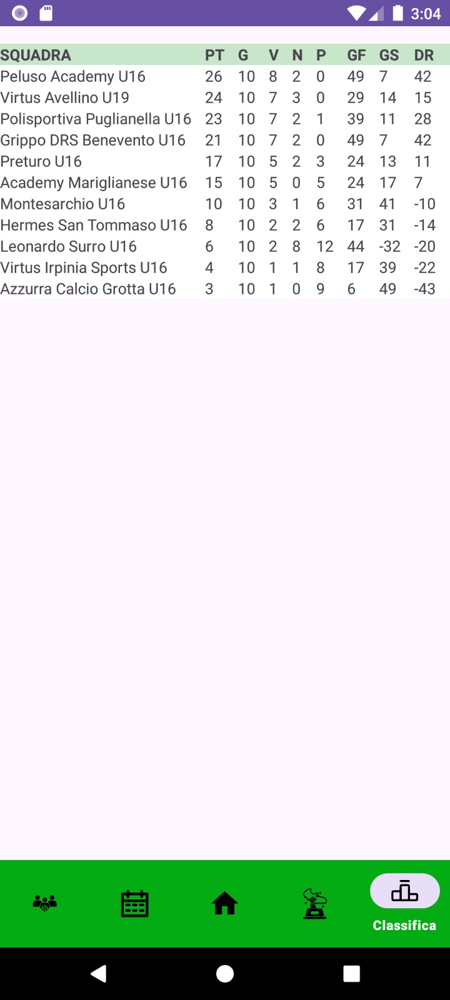 3:04
SQUADRA PT G V N P GF GS DR
Peluso Academy U16 26 10 8 2 0 49 7 42
Virtus Avellino U19 24 10 7 3 0 29 14 15
Polisportiva Puglianella U16 23 10 7 2 1 39 11 28
Grippo DRS Benevento U16 21 10 7 2 0 49 7 42
Preturo U16 17 10 5 2 3 24 13 11
Academy Mariglianese U16 15 10 5 0 5 24 17 7
Montesarchio U16 10 10 3 1 6 31 41 -10
Hermes San Tommaso U16 8 10 2 2 6 17 31 -14
Leonardo Surro U16 6 10 2 8 12 44 -32 -20
Virtus Irpinia Sports U16 4 10 1 1 8 17 39 -22
Azzurra Calcio Grotta U16 3 10 1 0 9 6 49 -43
Classifica